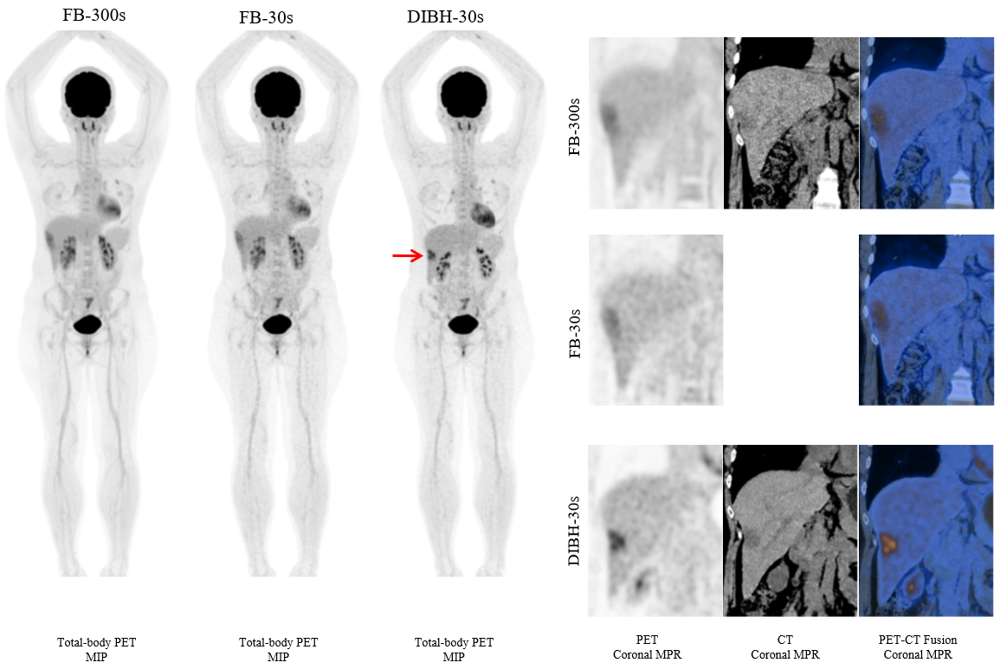 FB-300s
FB-30s
DIBH-30s
FB-300s
FB-30s
DIBH-30s
Total-body PET
MIP
Total-body PET
MIP
Total-body PET
MIP
PET
Coronal MPR
CT
Coronal MPR
PET-CT Fusion
Coronal MPR